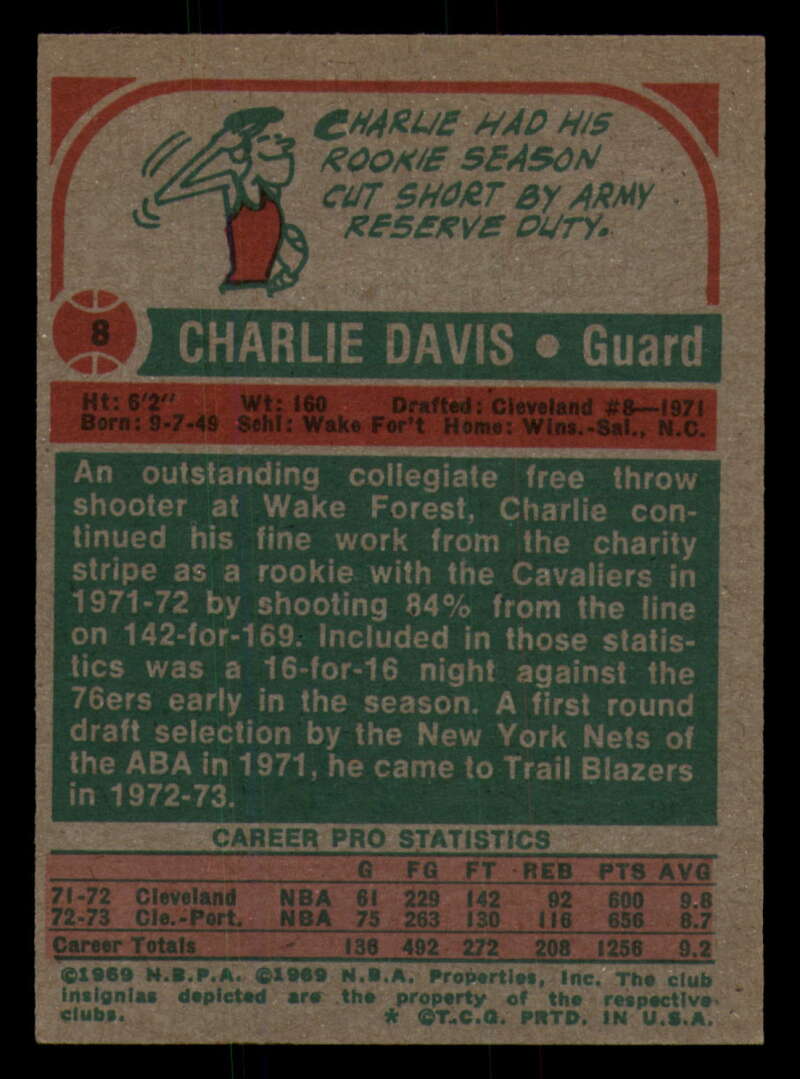 CHARLIE HAD HIS
ROOKIE SEASON
CUT SHORT BY ARMY
RESERVE DUTY.
8 CHARLIE DAVIS • Guard
Ht: 6'2" Wt: 160 Drafted: Cleveland #8—1971
Born: 9-7-49 Schl: Wake For't Home: Wins.-Sal., N.C.
An outstanding collegiate free throw
shooter at Wake Forest, Charlie con-
tinued his fine work from the charity
stripe as a rookie with the Cavaliers in
1971-72 by shooting 84% from the line
on 142-for-169. Included in those statis-
tics was a 16-for-16 night against the
76ers early in the season. A first round
draft selection by the New York Nets of
the ABA in 1971, he came to Trail Blazers
in 1972-73.
CAREER PRO STATISTICS
G FG FT REB PTS AVG
71-72 Cleveland NBA 61 229 142 92 600 9.8
72-73 Cle.-Port. NBA 75 263 130 116 656 8.7
Career Totals 136 492 272 208 1256 9.2
©1969 N.B.P.A. ©1969 N.B.A. Properties, Inc. The club
insignias depicted are the property of the respective
clubs. * ©T.C.G. PRTD. IN U.S.A.